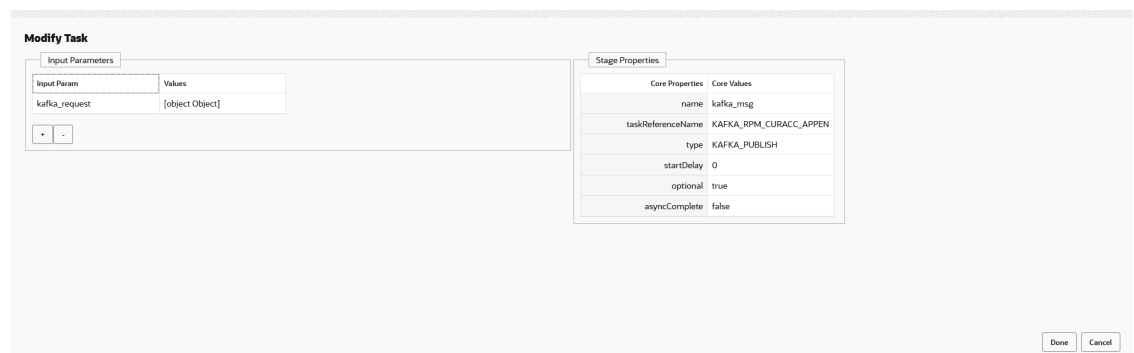 Modify Task
Input Parameters
Input Param Values
kafka_request [object Object]
+ -
Stage Properties
Core Properties Core Values
name kafka_msg
taskReferenceName KAFKA_RPM_CURACC_APPEN
type KAFKA_PUBLISH
startDelay 0
optional true
asyncComplete false
Done Cancel